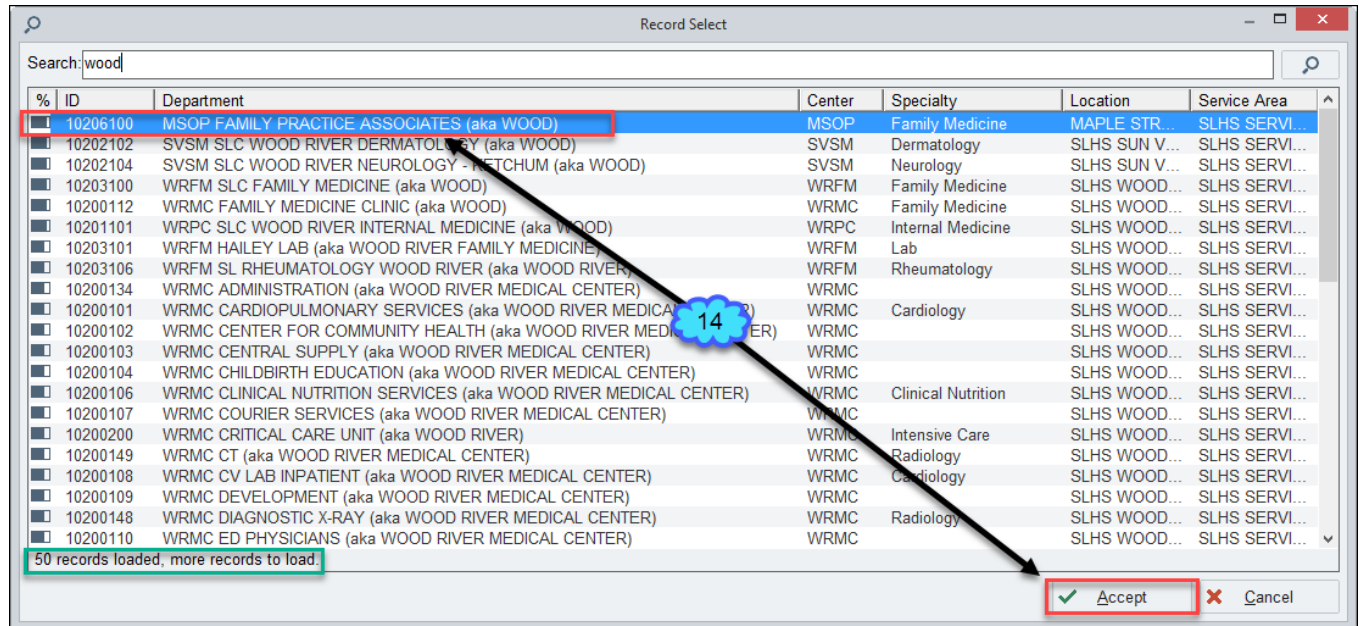 Record Select
Search: wood
% ID Department Center Specialty Location Service Area
10206100 MSOP FAMILY PRACTICE ASSOCIATES (aka WOOD) MSOP Family Medicine MAPLE STR... SLHS SERVI...
10202102 SVSM SLC WOOD RIVER DERMATOLOGY (aka WOOD) SVSM Dermatology SLHS SUN V... SLHS SERVI...
10202104 SVSM SLC WOOD RIVER NEUROLOGY - KETCHUM (aka WOOD) SVSM Neurology SLHS SUN V... SLHS SERVI...
10203100 WRFM SLC FAMILY MEDICINE (aka WOOD) WRFM Family Medicine SLHS WOOD... SLHS SERVI...
10200112 WRMC FAMILY MEDICINE CLINIC (aka WOOD) WRMC Family Medicine SLHS WOOD... SLHS SERVI...
10201101 WRPC SLC WOOD RIVER INTERNAL MEDICINE (aka WOOD) WRPC Internal Medicine SLHS WOOD... SLHS SERVI...
10203101 WRFM HAILEY LAB (aka WOOD RIVER FAMILY MEDICINE) WRFM Lab SLHS WOOD... SLHS SERVI...
10203106 WRFM SL RHEUMATOLOGY WOOD RIVER (aka WOOD RIVER) WRFM Rheumatology SLHS WOOD... SLHS SERVI...
10200134 WRMC ADMINISTRATION (aka WOOD RIVER MEDICAL CENTER) WRMC SLHS WOOD... SLHS SERVI...
10200101 WRMC CARDIOPULMONARY SERVICES (aka WOOD RIVER MEDICA R) WRMC Cardiology SLHS WOOD... SLHS SERVI...
14
10200102 WRMC CENTER FOR COMMUNITY HEALTH (aka WOOD RIVER MEDI ER) WRMC SLHS WOOD... SLHS SERVI...
10200103 WRMC CENTRAL SUPPLY (aka WOOD RIVER MEDICAL CENTER) WRMC SLHS WOOD... SLHS SERVI...
10200104 WRMC CHILDBIRTH EDUCATION (aka WOOD RIVER MEDICAL CENTER) WRMC SLHS WOOD... SLHS SERVI...
10200106 WRMC CLINICAL NUTRITION SERVICES (aka WOOD RIVER MEDICAL CENTER) WRMC Clinical Nutrition SLHS WOOD... SLHS SERVI...
10200107 WRMC COURIER SERVICES (aka WOOD RIVER MEDICAL CENTER) WRMC SLHS WOOD... SLHS SERVI...
10200200 WRMC CRITICAL CARE UNIT (aka WOOD RIVER) WRMC Intensive Care SLHS WOOD... SLHS SERVI...
10200149 WRMC CT (aka WOOD RIVER MEDICAL CENTER) WRMC Radiology SLHS WOOD... SLHS SERVI...
10200108 WRMC CV LAB INPATIENT (aka WOOD RIVER MEDICAL CENTER) WRMC Cardiology SLHS WOOD... SLHS SERVI...
10200109 WRMC DEVELOPMENT (aka WOOD RIVER MEDICAL CENTER) WRMC SLHS WOOD... SLHS SERVI...
10200148 WRMC DIAGNOSTIC X-RAY (aka WOOD RIVER MEDICAL CENTER) WRMC Radiology SLHS WOOD... SLHS SERVI...
10200110 WRMC ED PHYSICIANS (aka WOOD RIVER MEDICAL CENTER) WRMC SLHS WOOD... SLHS SERVI...
50 records loaded, more records to load.
Accept Cancel